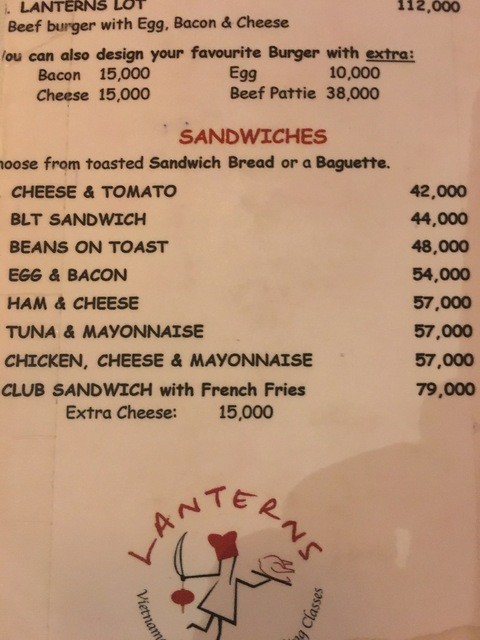 . LANTERNS LOT 112,000
Beef burger with Egg, Bacon & Cheese
ou can also design your favourite Burger with extra:
Bacon 15,000 Egg 10,000
Cheese 15,000 Beef Pattie 38,000
SANDWICHES
hoose from toasted Sandwich Bread or a Baguette.
CHEESE & TOMATO 42,000
BLT SANDWICH 44,000
BEANS ON TOAST 48,000
EGG & BACON 54,000
HAM & CHEESE 57,000
TUNA & MAYONNAISE 57,000
CHICKEN, CHEESE & MAYONNAISE 57,000
CLUB SANDWICH with French Fries 79,000
Extra Cheese: 15,000
LANTERNS
Vietnam
ng Classes